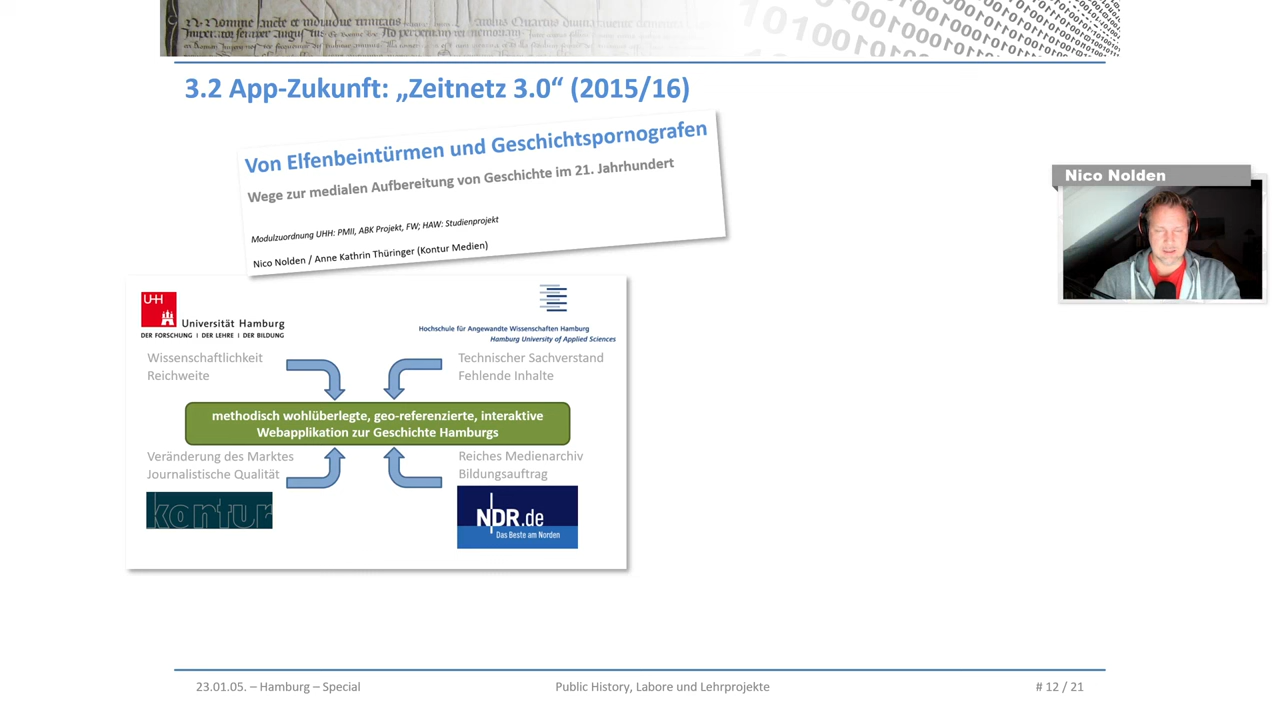 3.2 App-Zukunft: „Zeitnetz 3.0“ (2015/16)
Von Elfenbeintürmen und Geschichtspornografen
Wege zur medialen Aufbereitung von Geschichte im 21. Jahrhundert
Modulzuordnung UHH: PMII, ABK Projekt, FW; HAW: Studienprojekt
Nico Nolden / Anne Kathrin Thüringer (Kontur Medien)
Nico Nolden
UHH
Universität Hamburg
DER FORSCHUNG | DER LEHRE | DER BILDUNG
Hochschule für Angewandte Wissenschaften Hamburg
Hamburg University of Applied Sciences
Wissenschaftlichkeit
Reichweite
Technischer Sachverstand
Fehlende Inhalte
methodisch wohlüberlegte, geo-referenzierte, interaktive
Webapplikation zur Geschichte Hamburgs
Veränderung des Marktes
Journalistische Qualität
Reiches Medienarchiv
Bildungsauftrag
kontur
NDR.de
Das Beste am Norden
23.01.05. – Hamburg – Special
Public History, Labore und Lehrprojekte
# 12 / 21